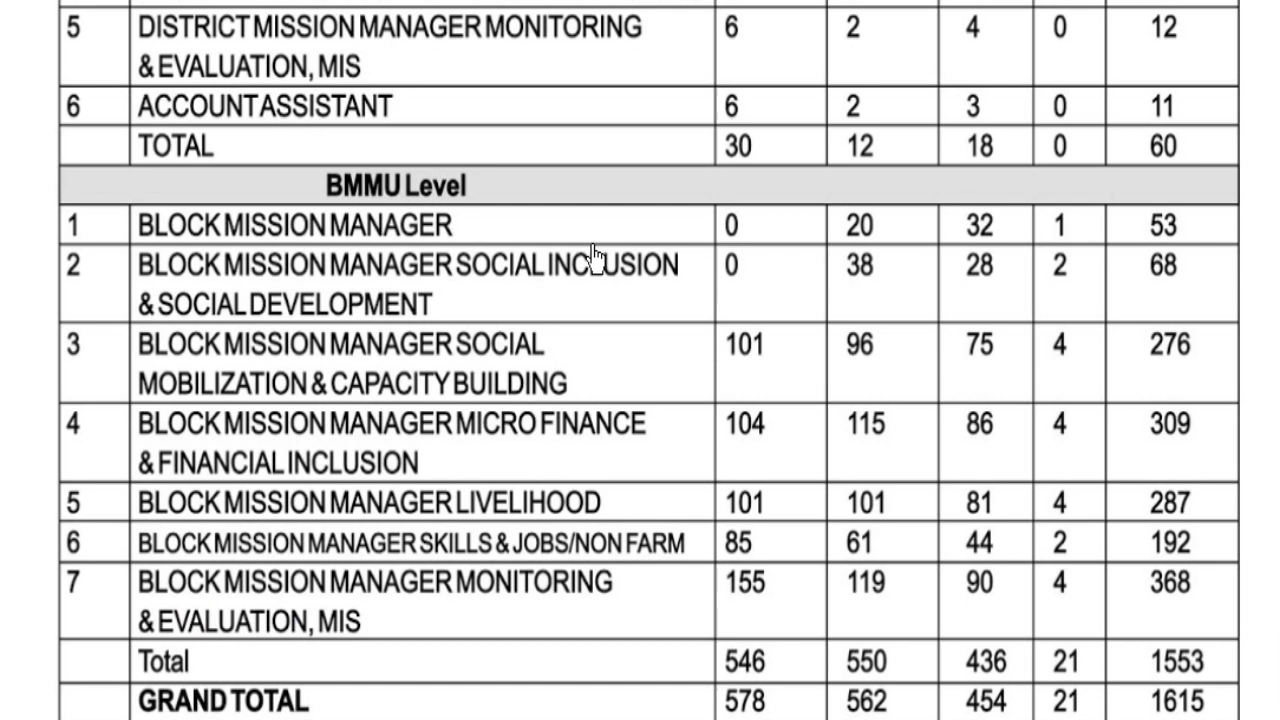 5 DISTRICT MISSION MANAGER MONITORING 6 2 4 0 12
& EVALUATION, MIS
6 ACCOUNT ASSISTANT 6 2 3 0 11
TOTAL 30 12 18 0 60
BMMU Level
1 BLOCK MISSION MANAGER 0 20 32 1 53
2 BLOCK MISSION MANAGER SOCIAL INCLUSION 0 38 28 2 68
& SOCIAL DEVELOPMENT
3 BLOCK MISSION MANAGER SOCIAL 101 96 75 4 276
MOBILIZATION & CAPACITY BUILDING
4 BLOCK MISSION MANAGER MICRO FINANCE 104 115 86 4 309
& FINANCIAL INCLUSION
5 BLOCK MISSION MANAGER LIVELIHOOD 101 101 81 4 287
6 BLOCK MISSION MANAGER SKILLS & JOBS/NON FARM 85 61 44 2 192
7 BLOCK MISSION MANAGER MONITORING 155 119 90 4 368
& EVALUATION, MIS
Total 546 550 436 21 1553
GRAND TOTAL 578 562 454 21 1615